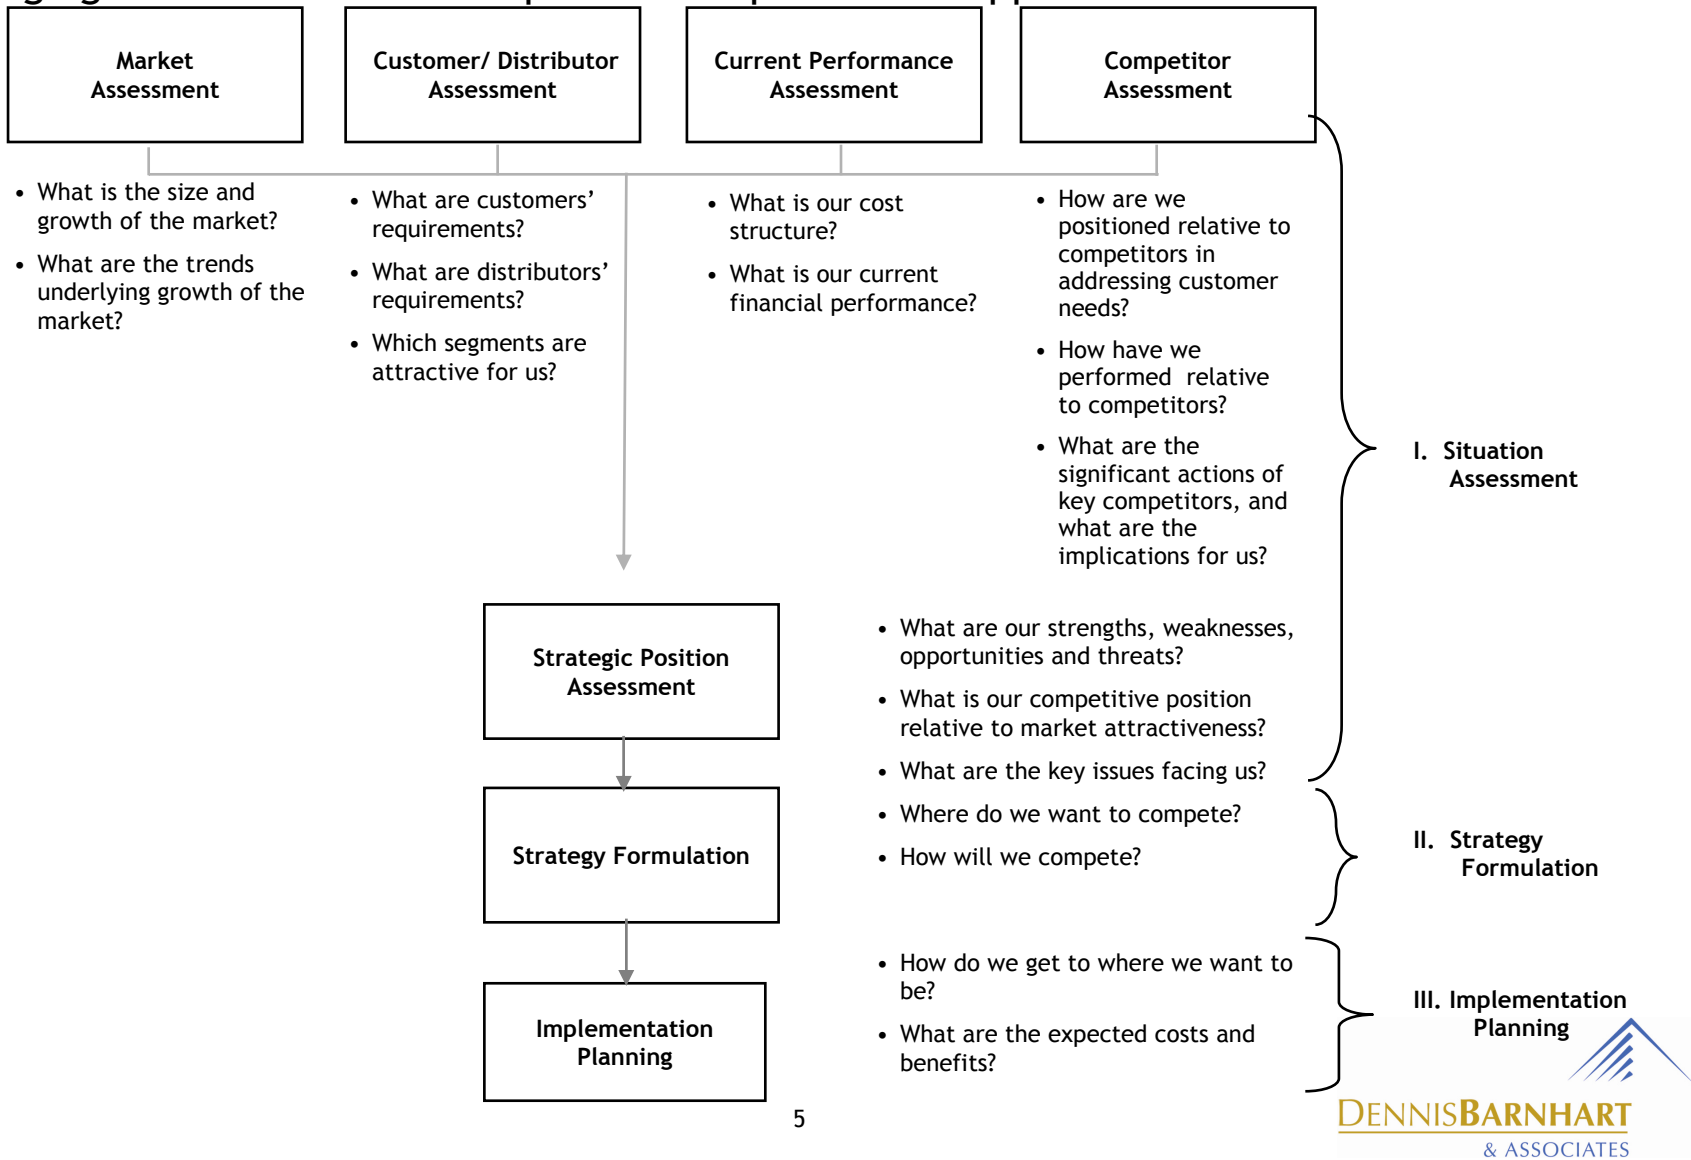 Market
Assessment
Customer/ Distributor
Assessment
Current Performance
Assessment
Competitor
Assessment
• What is the size and
growth of the market?
• What are the trends
underlying growth of the
market?
• What are customers’
requirements?
• What are distributors’
requirements?
• Which segments are
attractive for us?
• What is our cost
structure?
• What is our current
financial performance?
• How are we
positioned relative to
competitors in
addressing customer
needs?
• How have we
performed relative
to competitors?
• What are the
significant actions of
key competitors, and
what are the
implications for us?
I. Situation
Assessment
Strategic Position
Assessment
• What are our strengths, weaknesses,
opportunities and threats?
• What is our competitive position
relative to market attractiveness?
• What are the key issues facing us?
Strategy Formulation
• Where do we want to compete?
• How will we compete?
II. Strategy
Formulation
Implementation
Planning
• How do we get to where we want to
be?
• What are the expected costs and
benefits?
III. Implementation
Planning
5
DENNISBARNHART
& ASSOCIATES